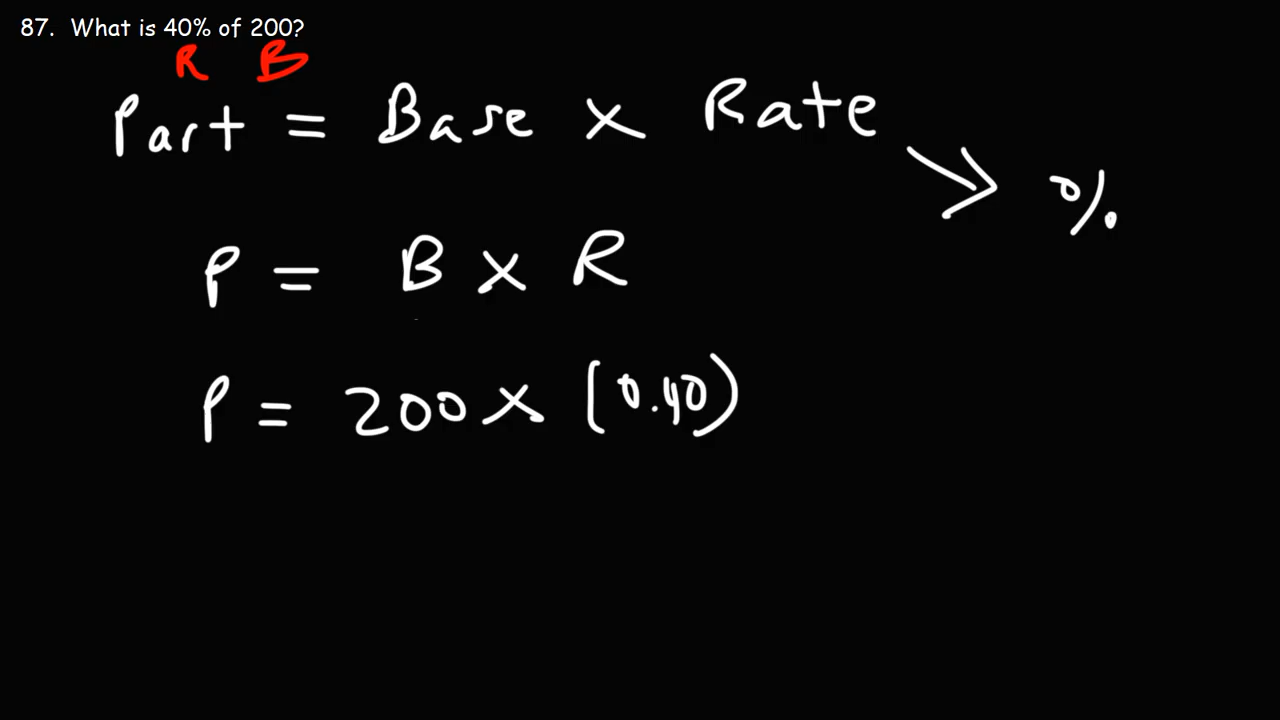 87. What is 40% of 200?
R B
Part = Base × Rate
%
P = B × R
P = 200 × (0.40)